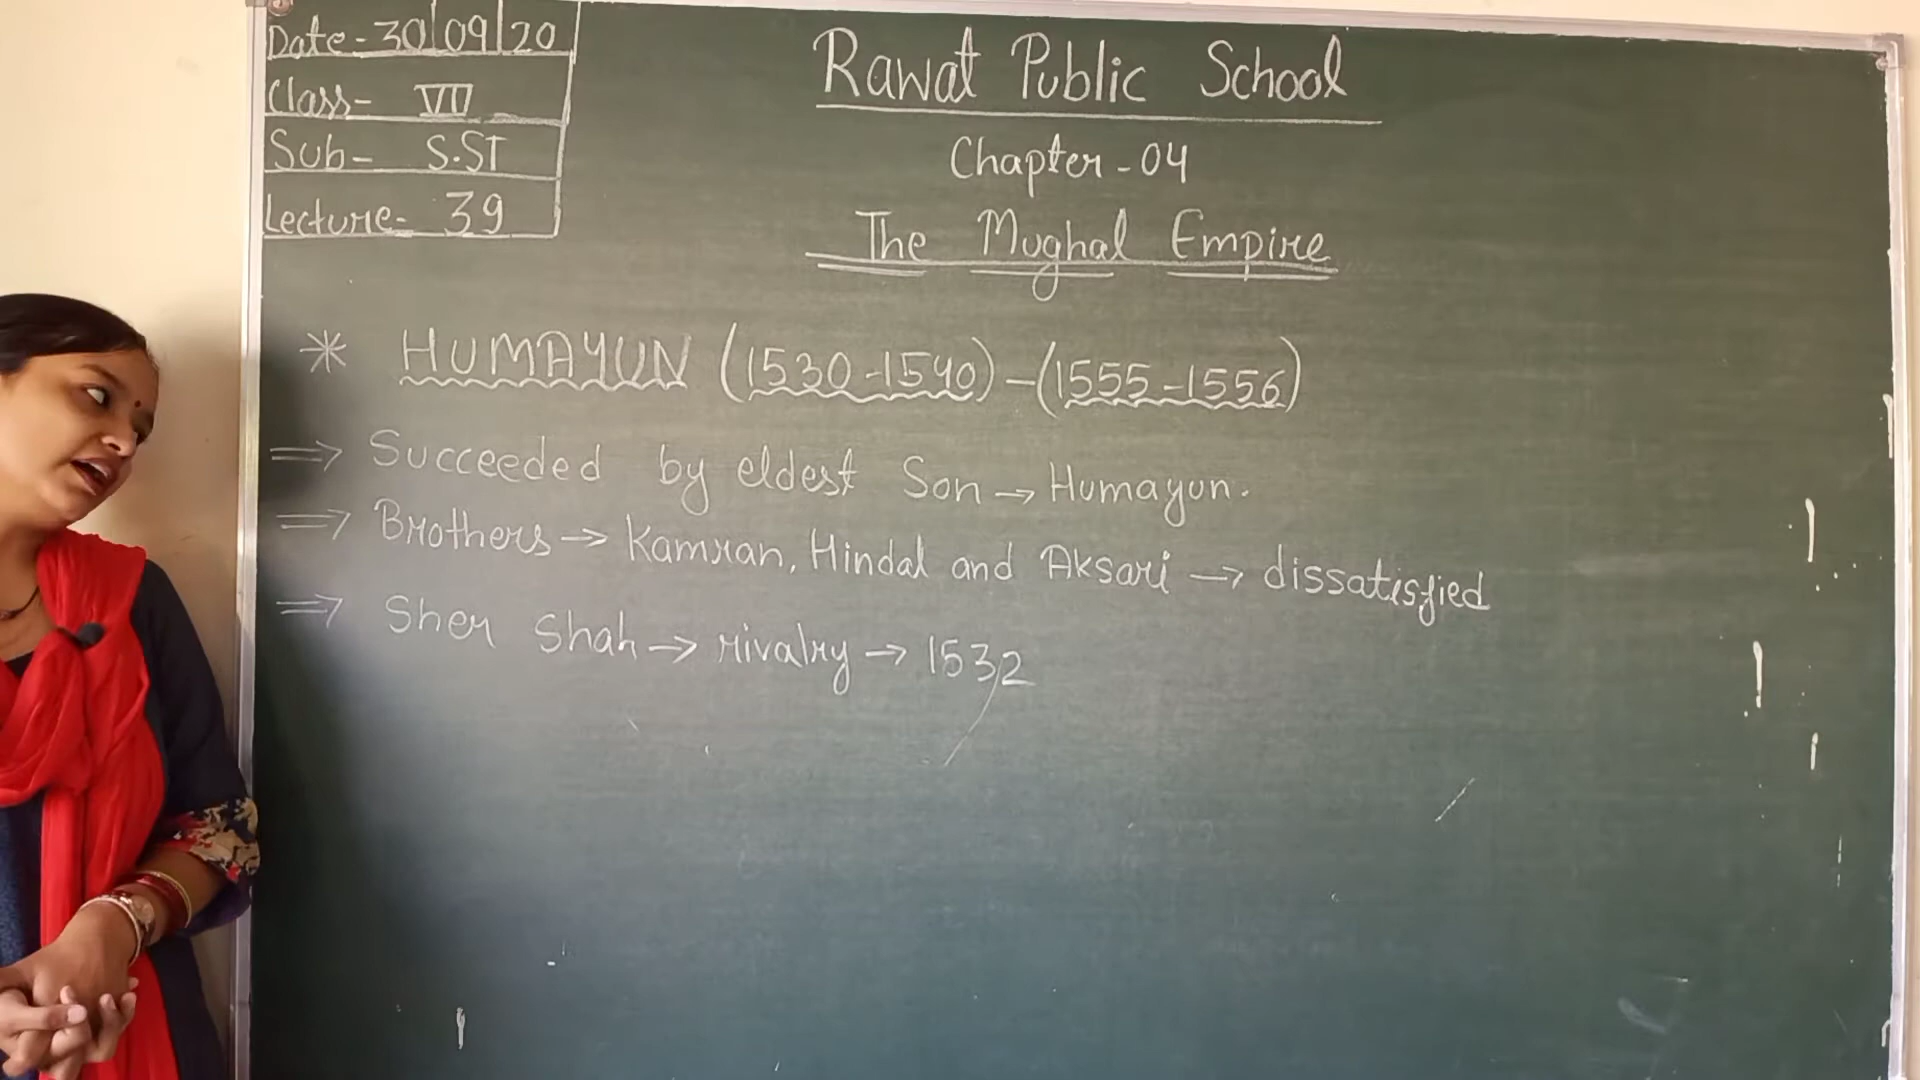 Date - 30/09/20
Class - VII
Sub - S.ST
Lecture - 39
Rawat Public School
Chapter - 04
The Mughal Empire
* HUMAYUN (1530-1540) - (1555-1556)
⇒ Succeeded by eldest Son → Humayun.
⇒ Brothers → Kamran, Hindal and Aksari → dissatisfied
⇒ Sher Shah → rivalry → 1532